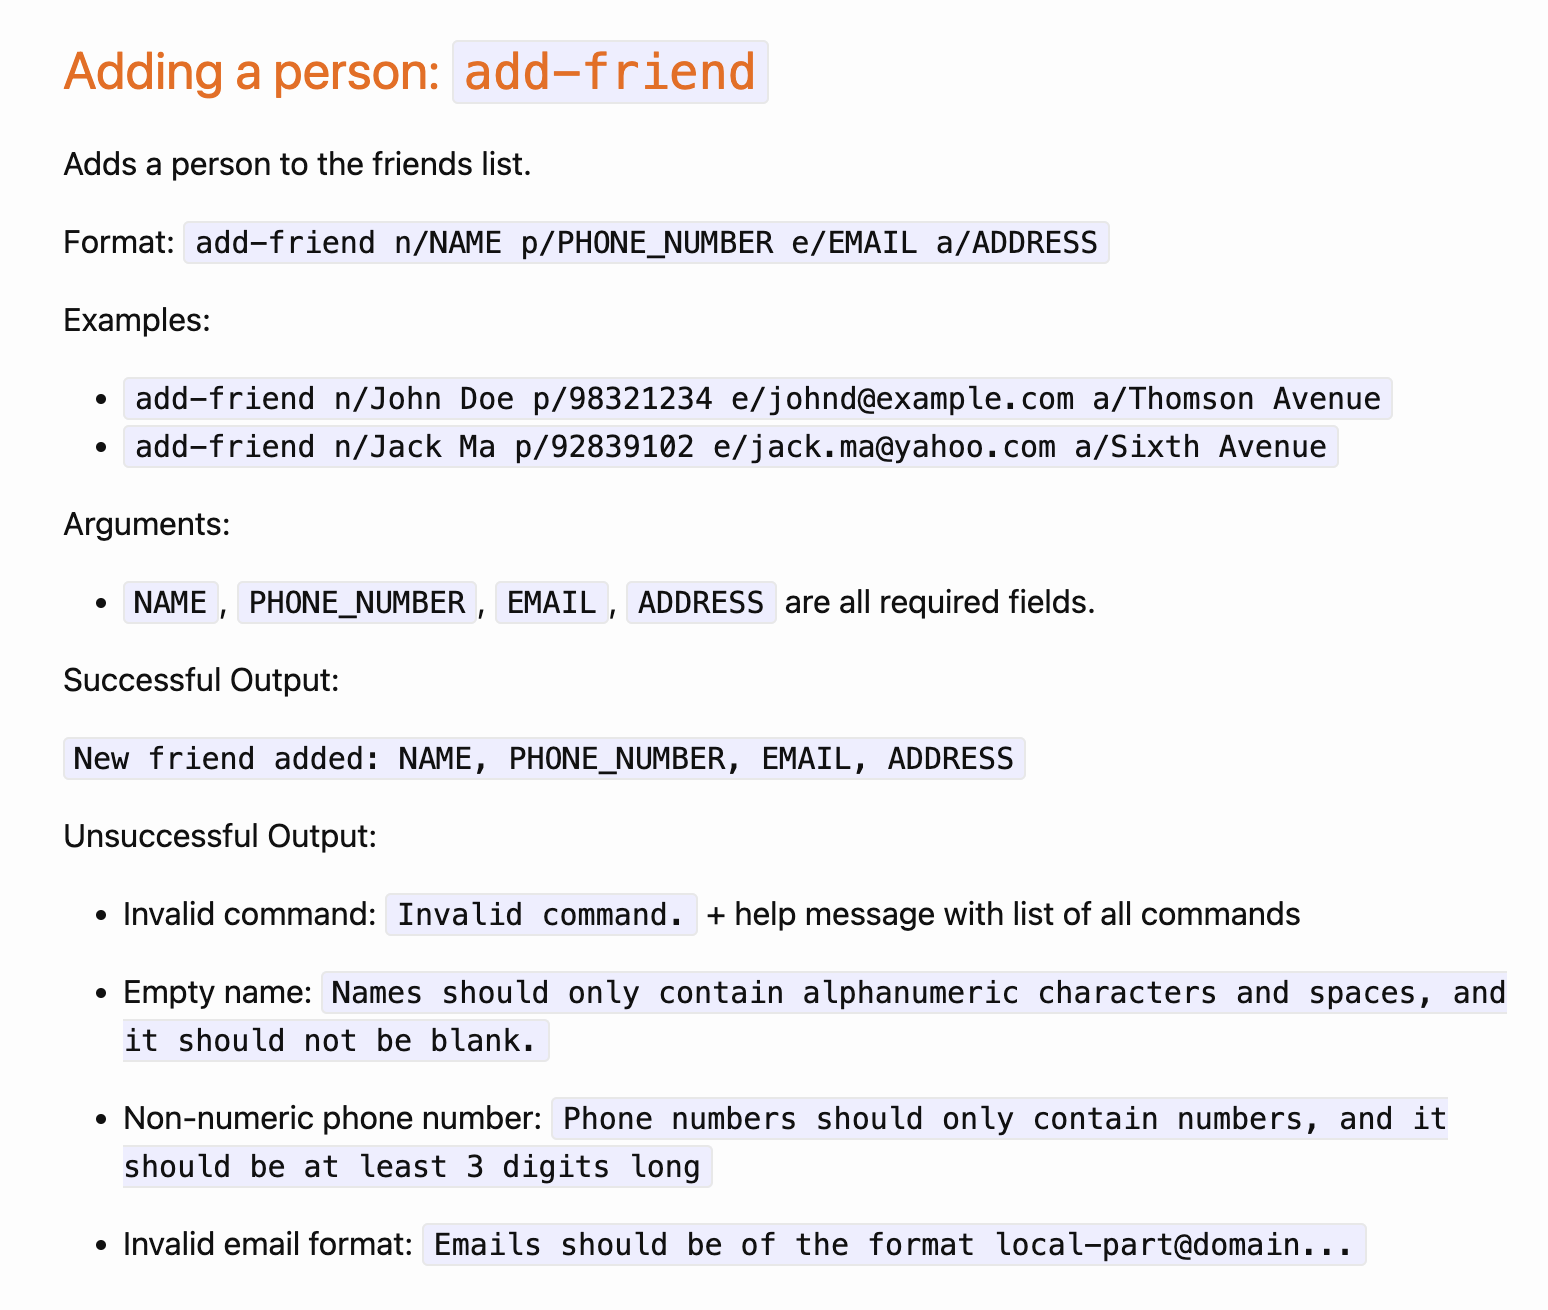 Adding a person: add-friend
Adds a person to the friends list.
Format: add-friend n/NAME p/PHONE_NUMBER e/EMAIL a/ADDRESS
Examples:
• add-friend n/John Doe p/98321234 e/johnd@example.com a/Thomson Avenue
• add-friend n/Jack Ma p/92839102 e/jack.ma@yahoo.com a/Sixth Avenue
Arguments:
• NAME, PHONE_NUMBER, EMAIL, ADDRESS are all required fields.
Successful Output:
New friend added: NAME, PHONE_NUMBER, EMAIL, ADDRESS
Unsuccessful Output:
• Invalid command: Invalid command. + help message with list of all commands
• Empty name: Names should only contain alphanumeric characters and spaces, and
it should not be blank.
• Non-numeric phone number: Phone numbers should only contain numbers, and it
should be at least 3 digits long
• Invalid email format: Emails should be of the format local-part@domain...